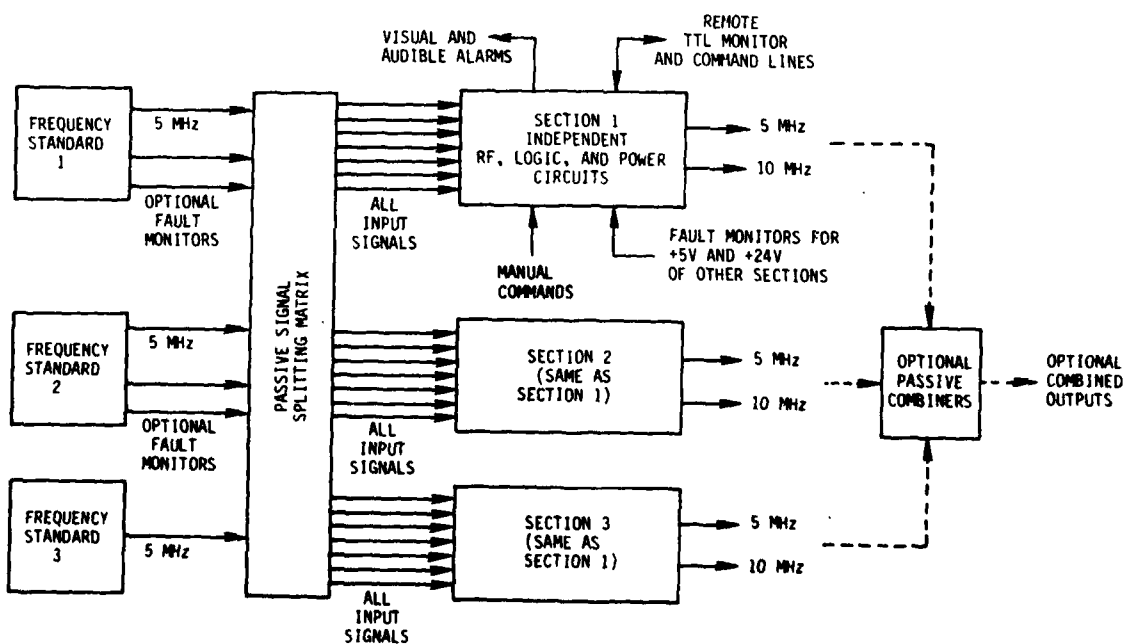 VISUAL AND
AUDIBLE ALARMS
REMOTE
TTL MONITOR
AND COMMAND LINES
FREQUENCY
STANDARD
1
5 MHz
OPTIONAL
FAULT
MONITORS
PASSIVE SIGNAL
SPLITTING MATRIX
ALL
INPUT
SIGNALS
SECTION 1
INDEPENDENT
RF, LOGIC, AND POWER
CIRCUITS
5 MHz
10 MHz
MANUAL
COMMANDS
FAULT MONITORS FOR
+5V AND +24V
OF OTHER SECTIONS
FREQUENCY
STANDARD
2
5 MHz
OPTIONAL
FAULT
MONITORS
ALL
INPUT
SIGNALS
SECTION 2
(SAME AS
SECTION 1)
5 MHz
10 MHz
OPTIONAL
PASSIVE
COMBINERS
OPTIONAL
COMBINED
OUTPUTS
FREQUENCY
STANDARD
3
5 MHz
ALL
INPUT
SIGNALS
SECTION 3
(SAME AS
SECTION 1)
5 MHz
10 MHz